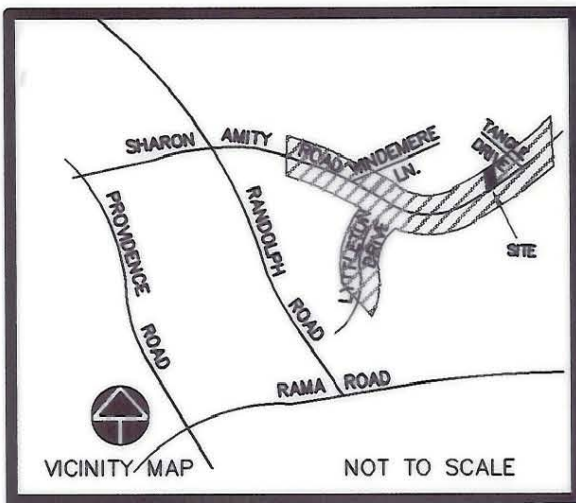 SHARON AMITY ROAD
WINDEMERE
LN.
DRIVE
LYTTLETON
DRIVE
SITE
PROVIDENCE
ROAD
RANDOLPH
ROAD
RAMA ROAD
VICINITY MAP
NOT TO SCALE